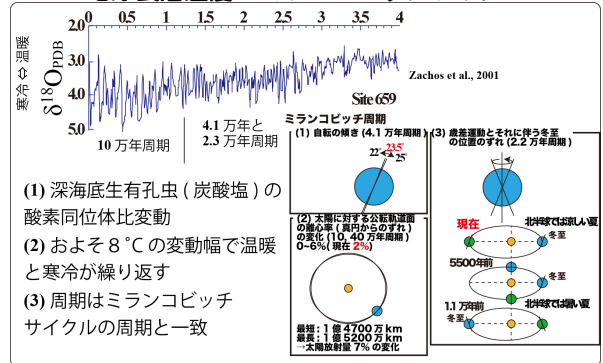 0 0.5 1 1.5 2 2.5 3 3.5 4
2.0
3.0
4.0
5.0
寒冷 ⇔ 温暖
δ18OPDB
Zachos et al., 2001
Site 659
10 万年周期
4.1 万年と
2.3 万年周期
(1) 深海底生有孔虫 ( 炭酸塩 ) の
酸素同位体比変動
(2) およそ８℃の変動幅で温暖
と寒冷が繰り返す
(3) 周期はミランコビッチ
サイクルの周期と一致
ミランコビッチ周期
(1) 自転の傾き (4.1 万年周期)
23.5°
22°
25°
(2) 太陽に対する公転軌道面
の離心率 ( 真円からのずれ )
の変化 (10, 40 万年周期)
0~6%( 現在 2%)
最短 : 1 億 4700 万 km
最長 : 1 億 5200 万 km
→太陽放射量 7% の変化
(3) 歳差運動とそれに伴う冬至
の位置のずれ (2.2 万年周期)
現在
北半球では涼しい夏
冬至
5500年前
冬至
1.1 万年前
北半球では暑い夏
冬至